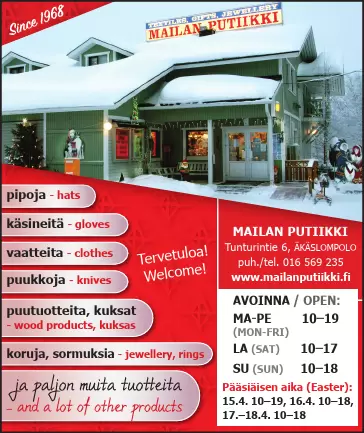 Since 1968
TEXTILES, GIFTS, JEWELLERY
MAILAN PUTIIKKI
pipoja - hats
käsineitä - gloves
vaatteita - clothes
puukkoja - knives
puutuotteita, kuksat
- wood products, kuksas
koruja, sormuksia - jewellery, rings
ja paljon muita tuotteita
- and a lot of other products
Tervetuloa!
Welcome!
MAILAN PUTIIKKI
Tunturintie 6, ÄKÄSLOMPOLO
puh./tel. 016 569 235
www.mailanputiikki.fi
AVOINNA / OPEN:
MA-PE 10–19
(MON-FRI)
LA (SAT) 10–17
SU (SUN) 10–18
Pääsiäisen aika (Easter):
15.4. 10–19, 16.4. 10–18,
17.–18.4. 10–18